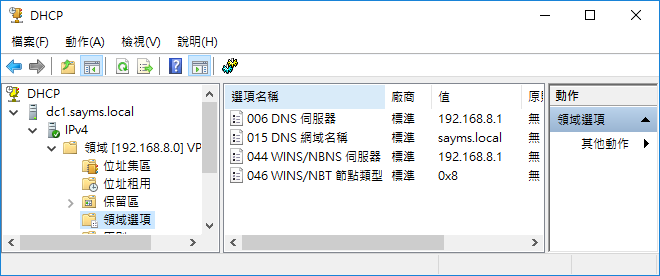 DHCP
檔案(F) 動作(A) 檢視(V) 說明(H)
DHCP
dc1.sayms.local
IPv4
領域 [192.168.8.0] VP
位址集區
位址租用
保留區
領域選項
選項名稱 廠商 值
006 DNS 伺服器 標準 192.168.8.1 無
015 DNS 網域名稱 標準 sayms.local 無
044 WINS/NBNS 伺服器 標準 192.168.8.1 無
046 WINS/NBT 節點類型 標準 0x8 無
動作
領域選項
其他動作